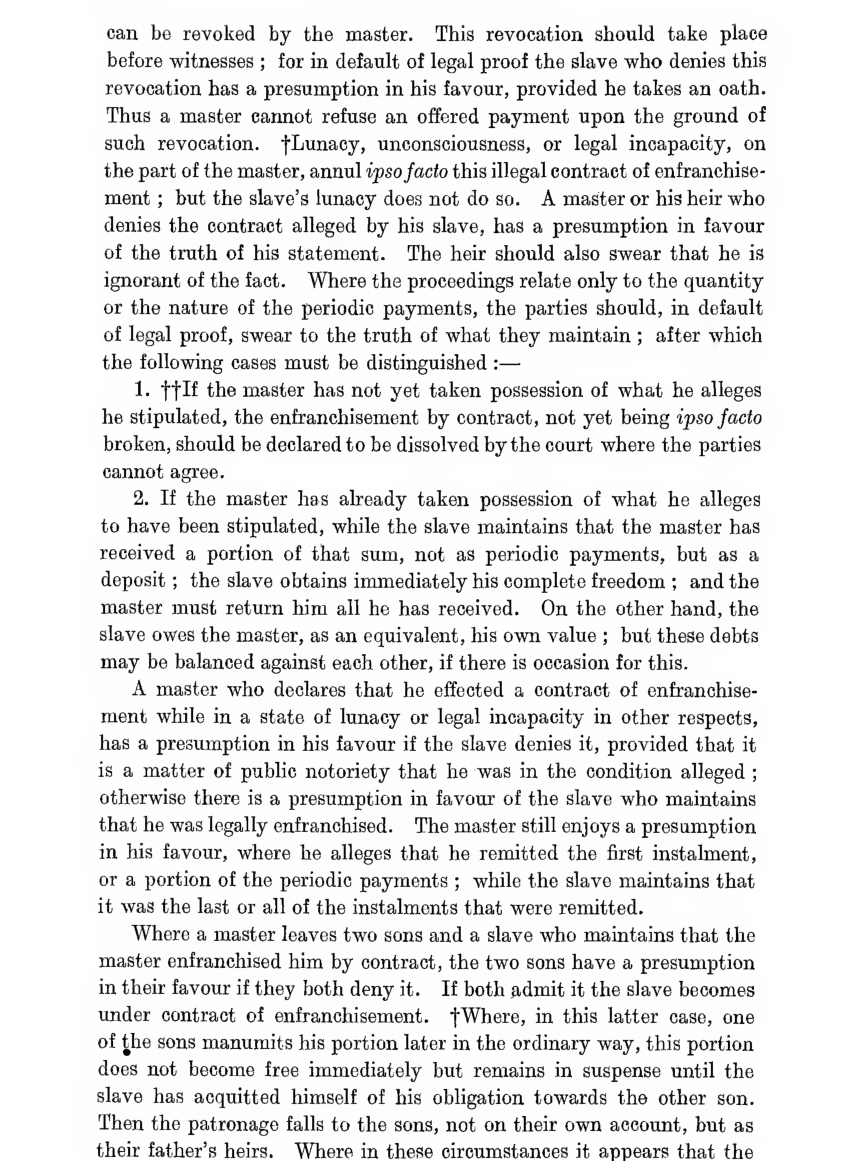 can be revoked by the master. This revocation should take place
before witnesses ; for in default of legal proof the slave who denies this
revocation has a presumption in his favour, provided he takes an oath.
Thus a master cannot refuse an offered payment upon the ground of
such revocation. †Lunacy, unconsciousness, or legal incapacity, on
the part of the master, annul ipso facto this illegal contract of enfranchise-
ment ; but the slave's lunacy does not do so. A master or his heir who
denies the contract alleged by his slave, has a presumption in favour
of the truth of his statement. The heir should also swear that he is
ignorant of the fact. Where the proceedings relate only to the quantity
or the nature of the periodic payments, the parties should, in default
of legal proof, swear to the truth of what they maintain ; after which
the following cases must be distinguished :—
1. ††If the master has not yet taken possession of what he alleges
he stipulated, the enfranchisement by contract, not yet being ipso facto
broken, should be declared to be dissolved by the court where the parties
cannot agree.
2. If the master has already taken possession of what he alleges
to have been stipulated, while the slave maintains that the master has
received a portion of that sum, not as periodic payments, but as a
deposit ; the slave obtains immediately his complete freedom ; and the
master must return him all he has received. On the other hand, the
slave owes the master, as an equivalent, his own value ; but these debts
may be balanced against each other, if there is occasion for this.
A master who declares that he effected a contract of enfranchise-
ment while in a state of lunacy or legal incapacity in other respects,
has a presumption in his favour if the slave denies it, provided that it
is a matter of public notoriety that he was in the condition alleged ;
otherwise there is a presumption in favour of the slave who maintains
that he was legally enfranchised. The master still enjoys a presumption
in his favour, where he alleges that he remitted the first instalment,
or a portion of the periodic payments ; while the slave maintains that
it was the last or all of the instalments that were remitted.
Where a master leaves two sons and a slave who maintains that the
master enfranchised him by contract, the two sons have a presumption
in their favour if they both deny it. If both admit it the slave becomes
under contract of enfranchisement. †Where, in this latter case, one
of the sons manumits his portion later in the ordinary way, this portion
does not become free immediately but remains in suspense until the
slave has acquitted himself of his obligation towards the other son.
Then the patronage falls to the sons, not on their own account, but as
their father's heirs. Where in these circumstances it appears that the